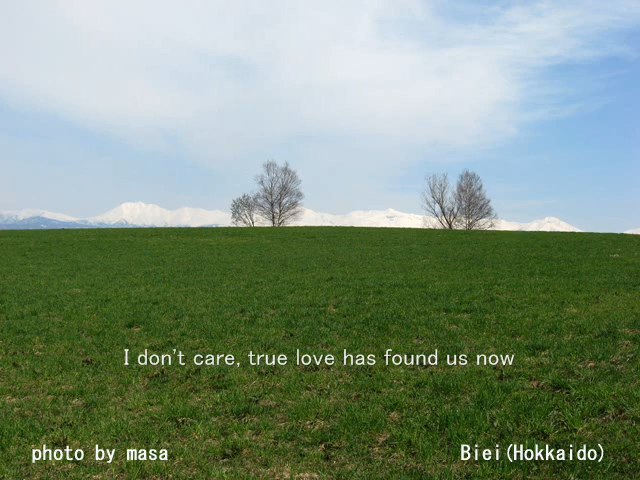 I don't care, true love has found us now
photo by masa
Biei(Hokkaido)